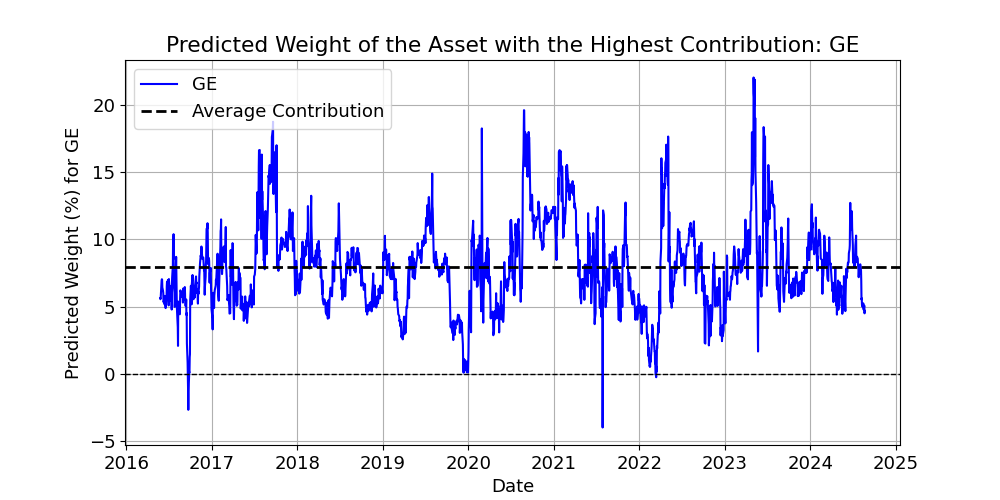 Predicted Weight of the Asset with the Highest Contribution: GE
GE
Average Contribution
Predicted Weight (%) for GE
20
15
10
5
0
−5
2016 2017 2018 2019 2020 2021 2022 2023 2024 2025
Date